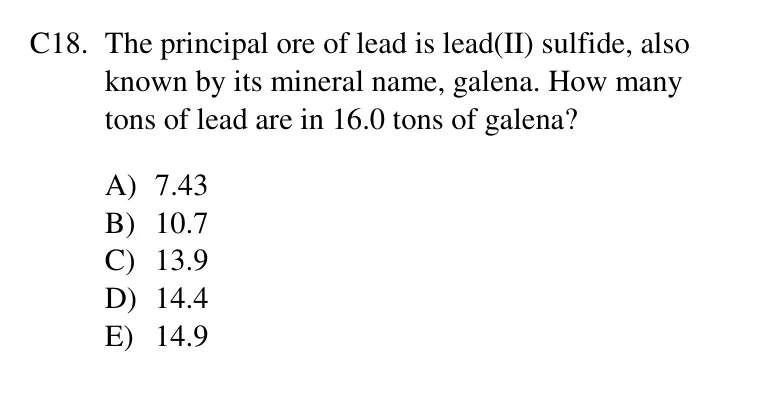 C18. The principal ore of lead is lead(II) sulfide, also
known by its mineral name, galena. How many
tons of lead are in 16.0 tons of galena?
A) 7.43
B) 10.7
C) 13.9
D) 14.4
E) 14.9